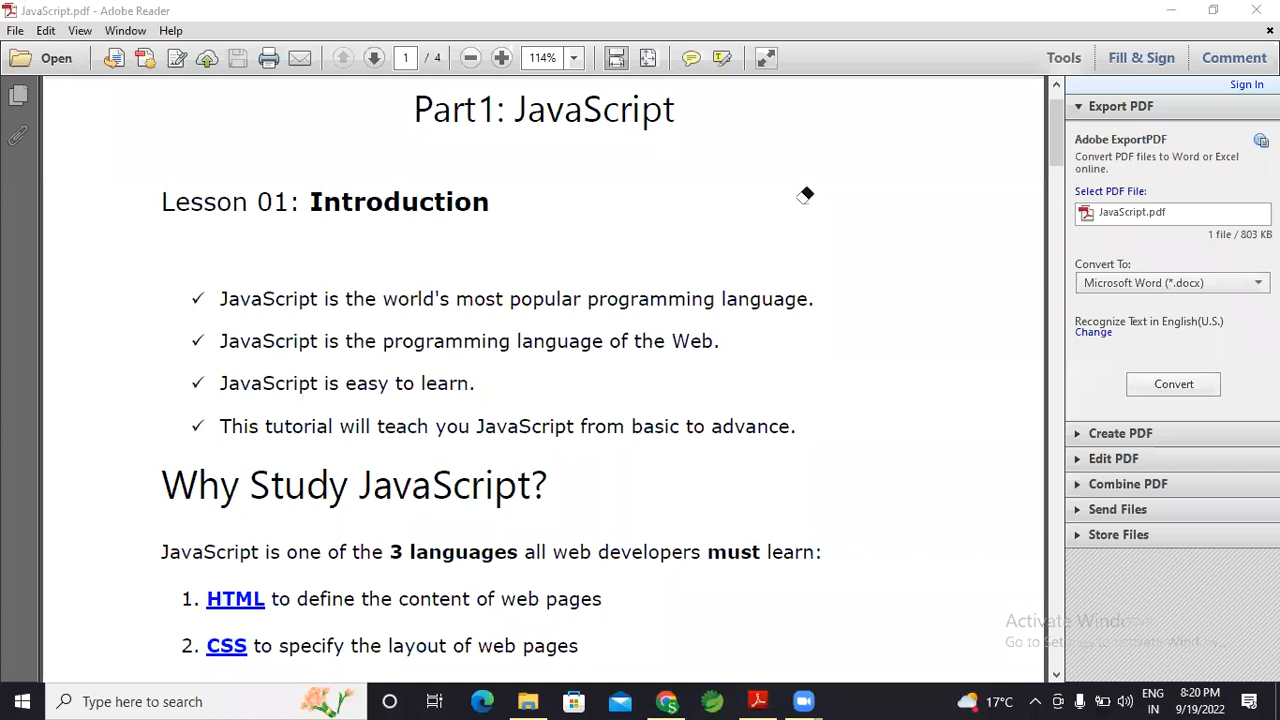 JavaScript.pdf - Adobe Reader
File Edit View Window Help
Open 1 / 4 114% Tools Fill & Sign Comment
Sign In
Export PDF
Adobe ExportPDF
Convert PDF files to Word or Excel
online.
Select PDF File:
JavaScript.pdf
1 file / 803 KB
Convert To:
Microsoft Word (*.docx)
Recognize Text in English(U.S.)
Change
Convert
Create PDF
Edit PDF
Combine PDF
Send Files
Store Files
Part1: JavaScript
Lesson 01: Introduction
✓ JavaScript is the world's most popular programming language.
✓ JavaScript is the programming language of the Web.
✓ JavaScript is easy to learn.
✓ This tutorial will teach you JavaScript from basic to advance.
Why Study JavaScript?
JavaScript is one of the 3 languages all web developers must learn:
1. HTML to define the content of web pages
2. CSS to specify the layout of web pages
Activate Windows
Go to Settings to activate Windows.
Type here to search
17°C
ENG
IN
8:20 PM
9/19/2022